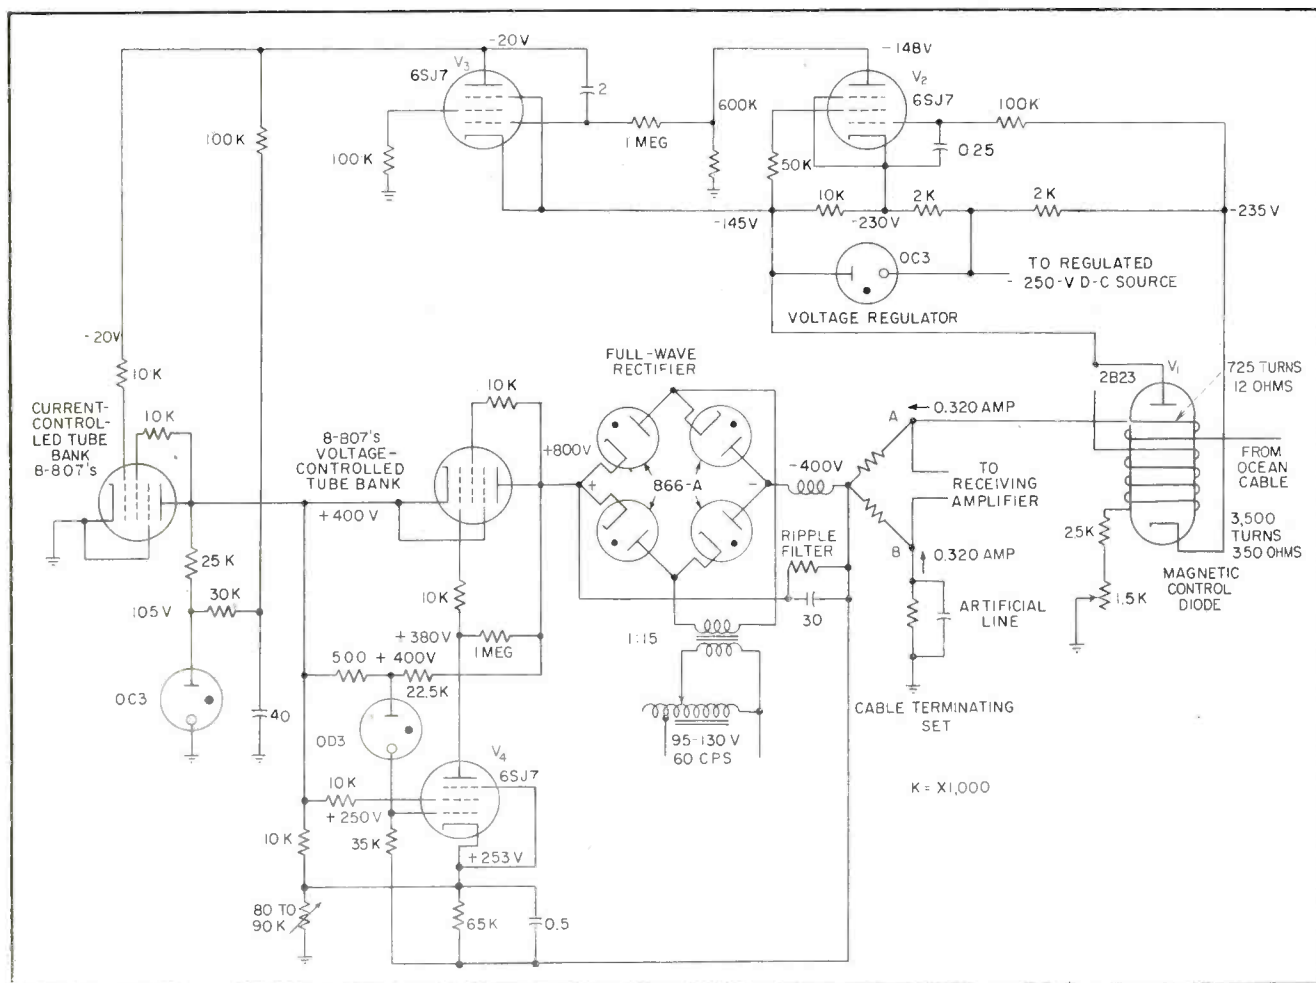 -20V
V3
6SJ7
2
100K
100K
1 MEG
600K
-148V
V2
6SJ7
100K
0.25
50K
10K
2K
2K
-145V
-230V
-235V
OC3
TO REGULATED
- 250-V D-C SOURCE
VOLTAGE REGULATOR
-20V
10K
CURRENT-
CONTROL-
LED TUBE
BANK
8-807's
10K
8-807's
VOLTAGE-
CONTROLLED
TUBE BANK
+400V
10K
FULL-WAVE
RECTIFIER
+800V
+
866-A
-
-400V
A
0.320 AMP
TO
RECEIVING
AMPLIFIER
B
0.320 AMP
2B23
V1
725 TURNS
12 OHMS
FROM
OCEAN
CABLE
3,500
TURNS
350 OHMS
25K
1.5K
MAGNETIC
CONTROL
DIODE
25K
30K
105V
OC3
40
10K
+380V
1 MEG
500
+ 400V
22.5K
OD3
V4
6SJ7
10K
+250V
10K
35K
+253V
80 TO
90K
65K
0.5
RIPPLE
FILTER
30
1:15
95-130 V
60 CPS
ARTIFICIAL
LINE
CABLE TERMINATING
SET
K = X1,000